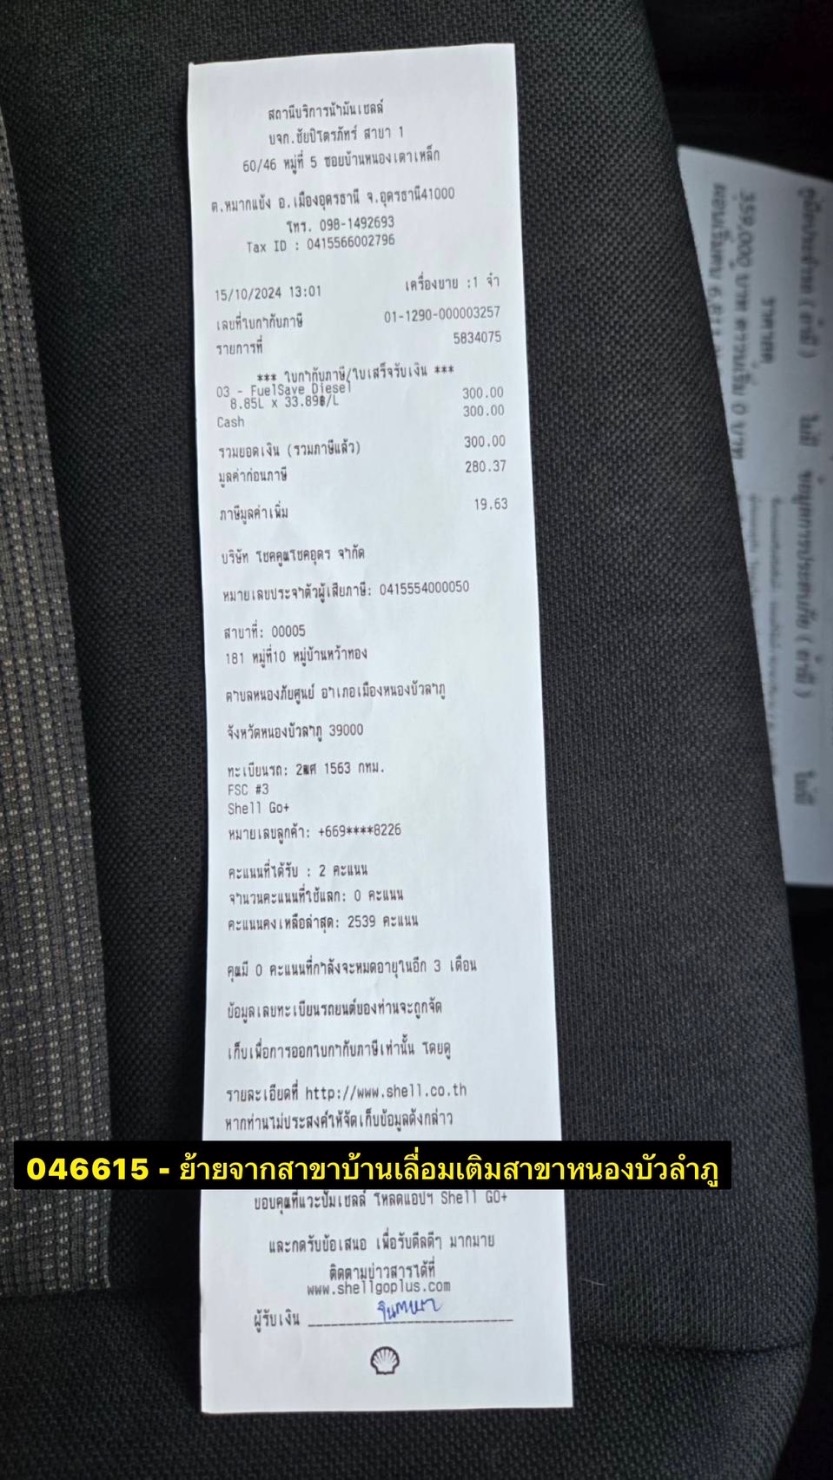 สถานีบริการน้ำมันเชลล์
บจก.ชัยปิโตรภัทร์ สาขา 1
60/46 หมู่ที่ 5 ซอยบ้านหนองเตาเหล็ก
ต.หมากแข้ง อ.เมืองอุดรธานี จ.อุดรธานี41000
โทร. 098-1492693
Tax ID : 0415566002796
15/10/2024 13:01 เครื่องขาย :1 จำ
เลขที่ใบกำกับภาษี 01-1290-000003257
รายการที่ 5834075
*** ใบกำกับภาษี/ใบเสร็จรับเงิน ***
03 - FuelSave Diesel 300.00
8.85L x 33.89฿/L
Cash 300.00
รวมยอดเงิน (รวมภาษีแล้ว) 300.00
มูลค่าก่อนภาษี 280.37
ภาษีมูลค่าเพิ่ม 19.63
บริษัท โชคคูณโชคอุดร จำกัด
หมายเลขประจำตัวผู้เสียภาษี: 0415554000050
สาขาที่: 00005
181 หมู่ที่10 หมู่บ้านหว้าทอง
ตำบลหนองภัยศูนย์ อำเภอเมืองหนองบัวลำภู
จังหวัดหนองบัวลำภู 39000
ทะเบียนรถ: 1563 กทม.
FSC #3
Shell Go+
หมายเลขลูกค้า: +669****8226
คะแนนที่ได้รับ : 2 คะแนน
จำนวนคะแนนที่ใช้แลก: 0 คะแนน
คะแนนคงเหลือล่าสุด: 2539 คะแนน
คุณมี 0 คะแนนที่กำลังจะหมดอายุในอีก 3 เดือน
ข้อมูลเลขทะเบียนรถยนต์ของท่านจะถูกจัด
เก็บเพื่อการออกใบกำกับภาษีเท่านั้น โดยดู
รายละเอียดที่ http://www.shell.co.th
หากท่านไม่ประสงค์ให้จัดเก็บข้อมูลดังกล่าว
046615 - ย้ายจากสาขาบ้านเลื่อมเติมสาขาหนองบัวลำภู
ขอบคุณที่แวะปั๊มเชลล์ โหลดแอปฯ Shell GO+
และกดรับข้อเสนอ เพื่อรับดีลดีๆ มากมาย
ติดตามข่าวสารได้ที่
www.shellgoplus.com
ผู้รับเงิน